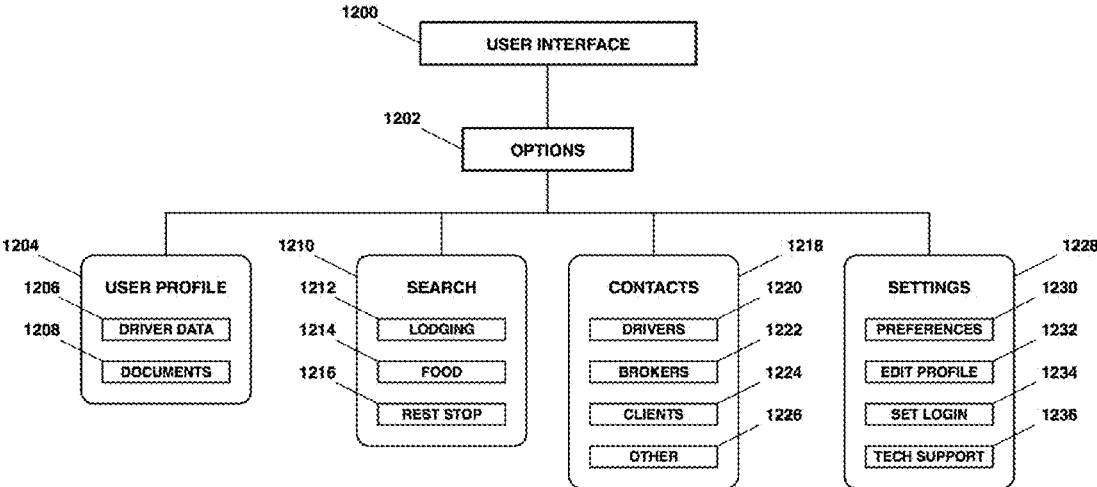 1200
USER INTERFACE
1202
OPTIONS
1204
USER PROFILE
1206
DRIVER DATA
1208
DOCUMENTS
1210
SEARCH
1212
LODGING
1214
FOOD
1216
REST STOP
1218
CONTACTS
1220
DRIVERS
1222
BROKERS
1224
CLIENTS
1226
OTHER
1228
SETTINGS
1230
PREFERENCES
1232
EDIT PROFILE
1234
SET LOGIN
1236
TECH SUPPORT